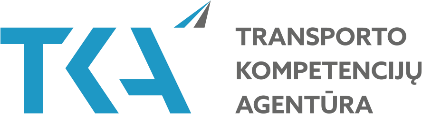 TKA
TRANSPORTO
KOMPETENCIJŲ
AGENTŪRA